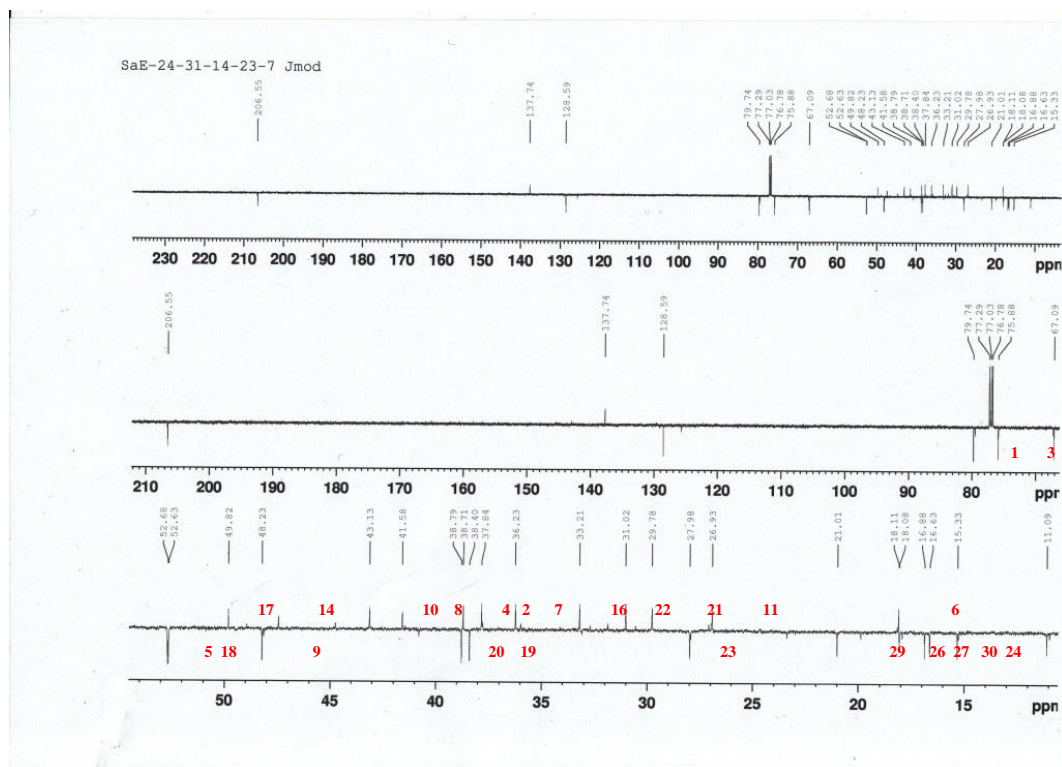 SaE-24-31-14-23-7 Jmod
206.55 137.74 128.59 79.74 77.29 77.03 76.78 75.88 67.09 52.68 52.63 49.82 48.23 43.13 41.58 38.79 38.71 38.40 37.84 36.23 33.21 31.02 29.78 27.98 26.93 21.01 18.11 18.08 16.88 16.63 15.33
230 220 210 200 190 180 170 160 150 140 130 120 110 100 90 80 70 60 50 40 30 20 ppm
206.55 137.74 128.59 79.74 77.29 77.03 76.78 75.88 67.09
1 3
210 200 190 180 170 160 150 140 130 120 110 100 90 80 ppr
52.68 52.63 49.82 48.23 43.13 41.58 38.79 38.71 38.40 37.84 36.23 33.21 31.02 29.78 27.98 26.93 21.01 18.11 18.08 16.88 16.63 15.33 11.09
17 14 10 8 4 2 7 16 22 21 11 6
5 18 9 20 19 23 29 26 27 30 24
50 45 40 35 30 25 20 15 ppn